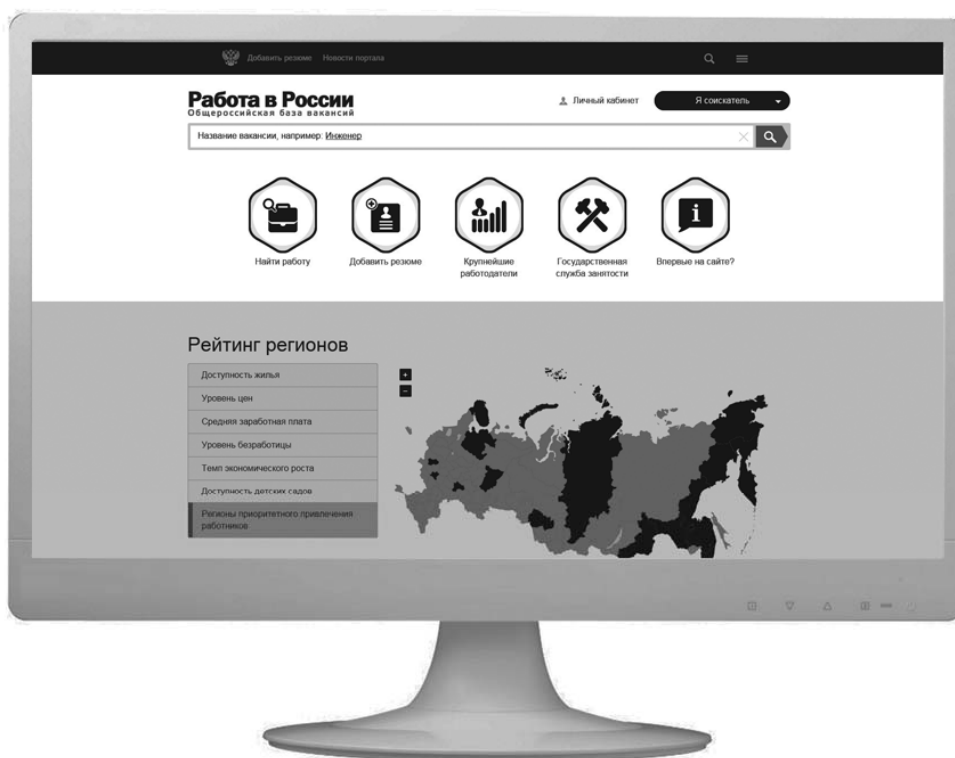 Добавить резюме Новости портала
Работа в России
Общероссийская база вакансий
Личный кабинет
Я соискатель
Название вакансии, например: Инженер
Найти работу
Добавить резюме
Крупнейшие
работодатели
Государственная
служба занятости
Впервые на сайте?
Рейтинг регионов
Доступность жилья
Уровень цен
Средняя заработная плата
Уровень безработицы
Темп экономического роста
Доступность детских садов
Регионы приоритетного привлечения
работников